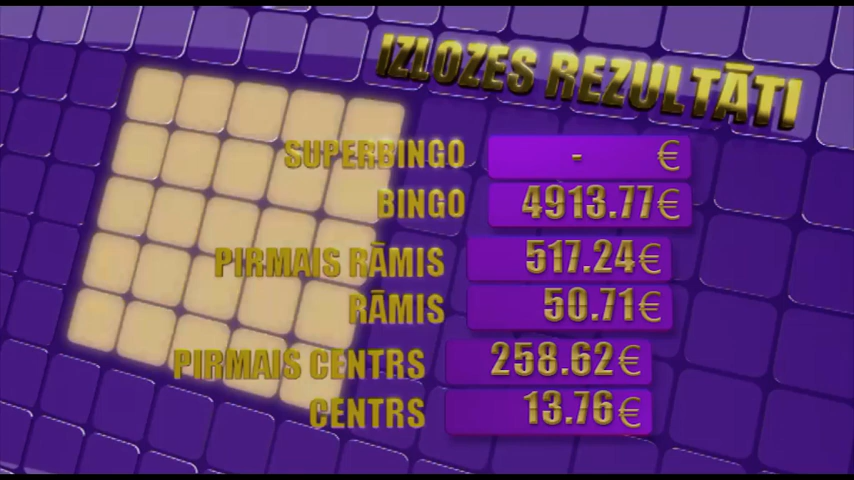 IZLOZES REZULTĀTI
SUPERBINGO - €
BINGO 4913.77€
PIRMAIS RĀMIS 517.24€
RĀMIS 50.71€
PIRMAIS CENTRS 258.62€
CENTRS 13.76€